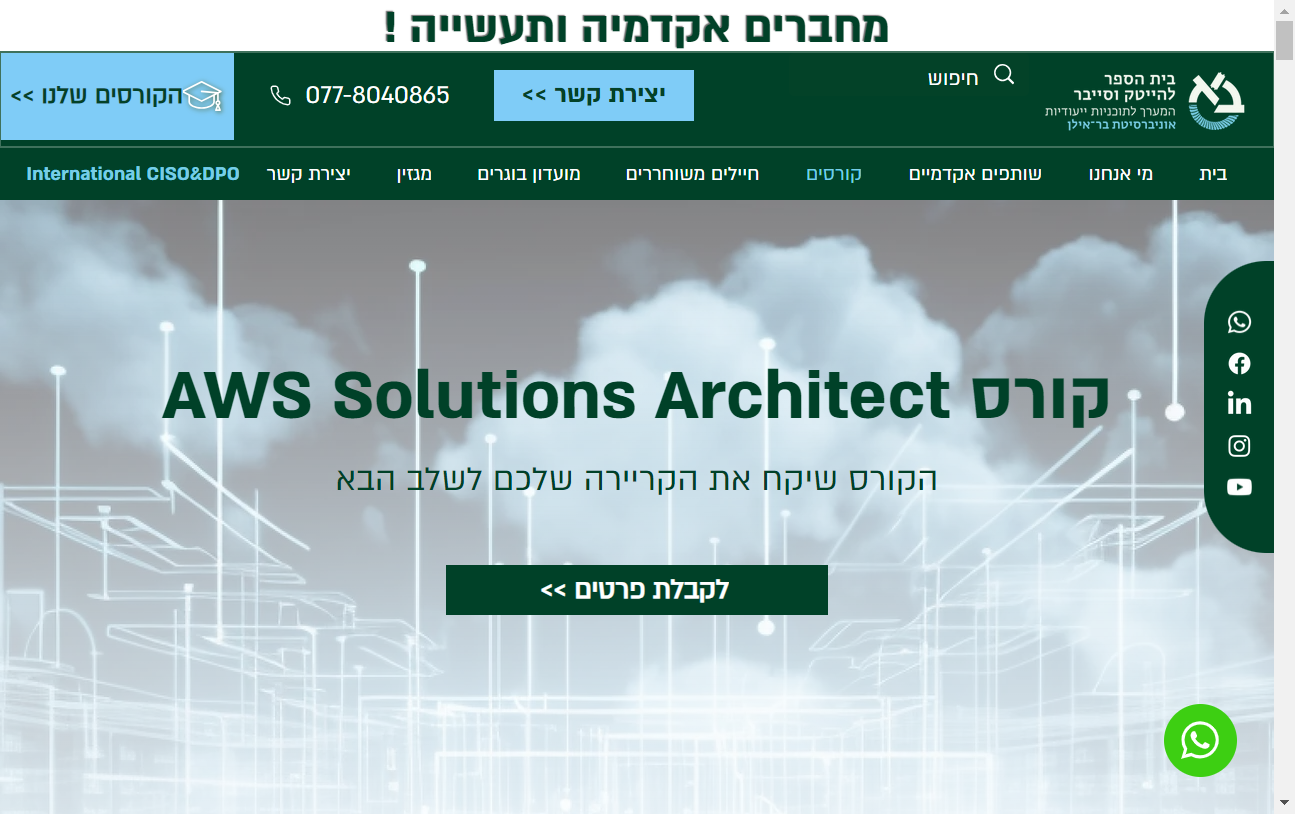 מחברים אקדמיה ותעשייה !
בית הספר
להייטק וסייבר
המערך לתוכניות ייעודיות
אוניברסיטת בר־אילן
חיפוש
יצירת קשר >>
077-8040865
הקורסים שלנו >>
בית
מי אנחנו
שותפים אקדמיים
קורסים
חיילים משוחררים
מועדון בוגרים
מגזין
יצירת קשר
International CISO&DPO
קורס AWS Solutions Architect
הקורס שיקח את הקריירה שלכם לשלב הבא
לקבלת פרטים >>